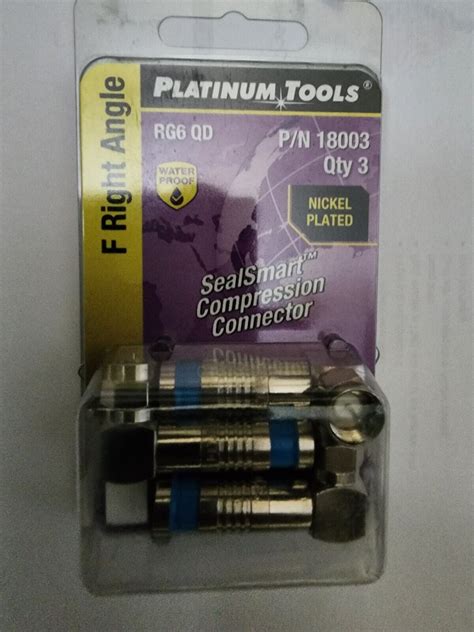 PLATINUM TOOLS®
F Right Angle
RG6 QD
P/N 18003
Qty 3
WATER
PROOF
NICKEL
PLATED
SealSmart™
Compression
Connector